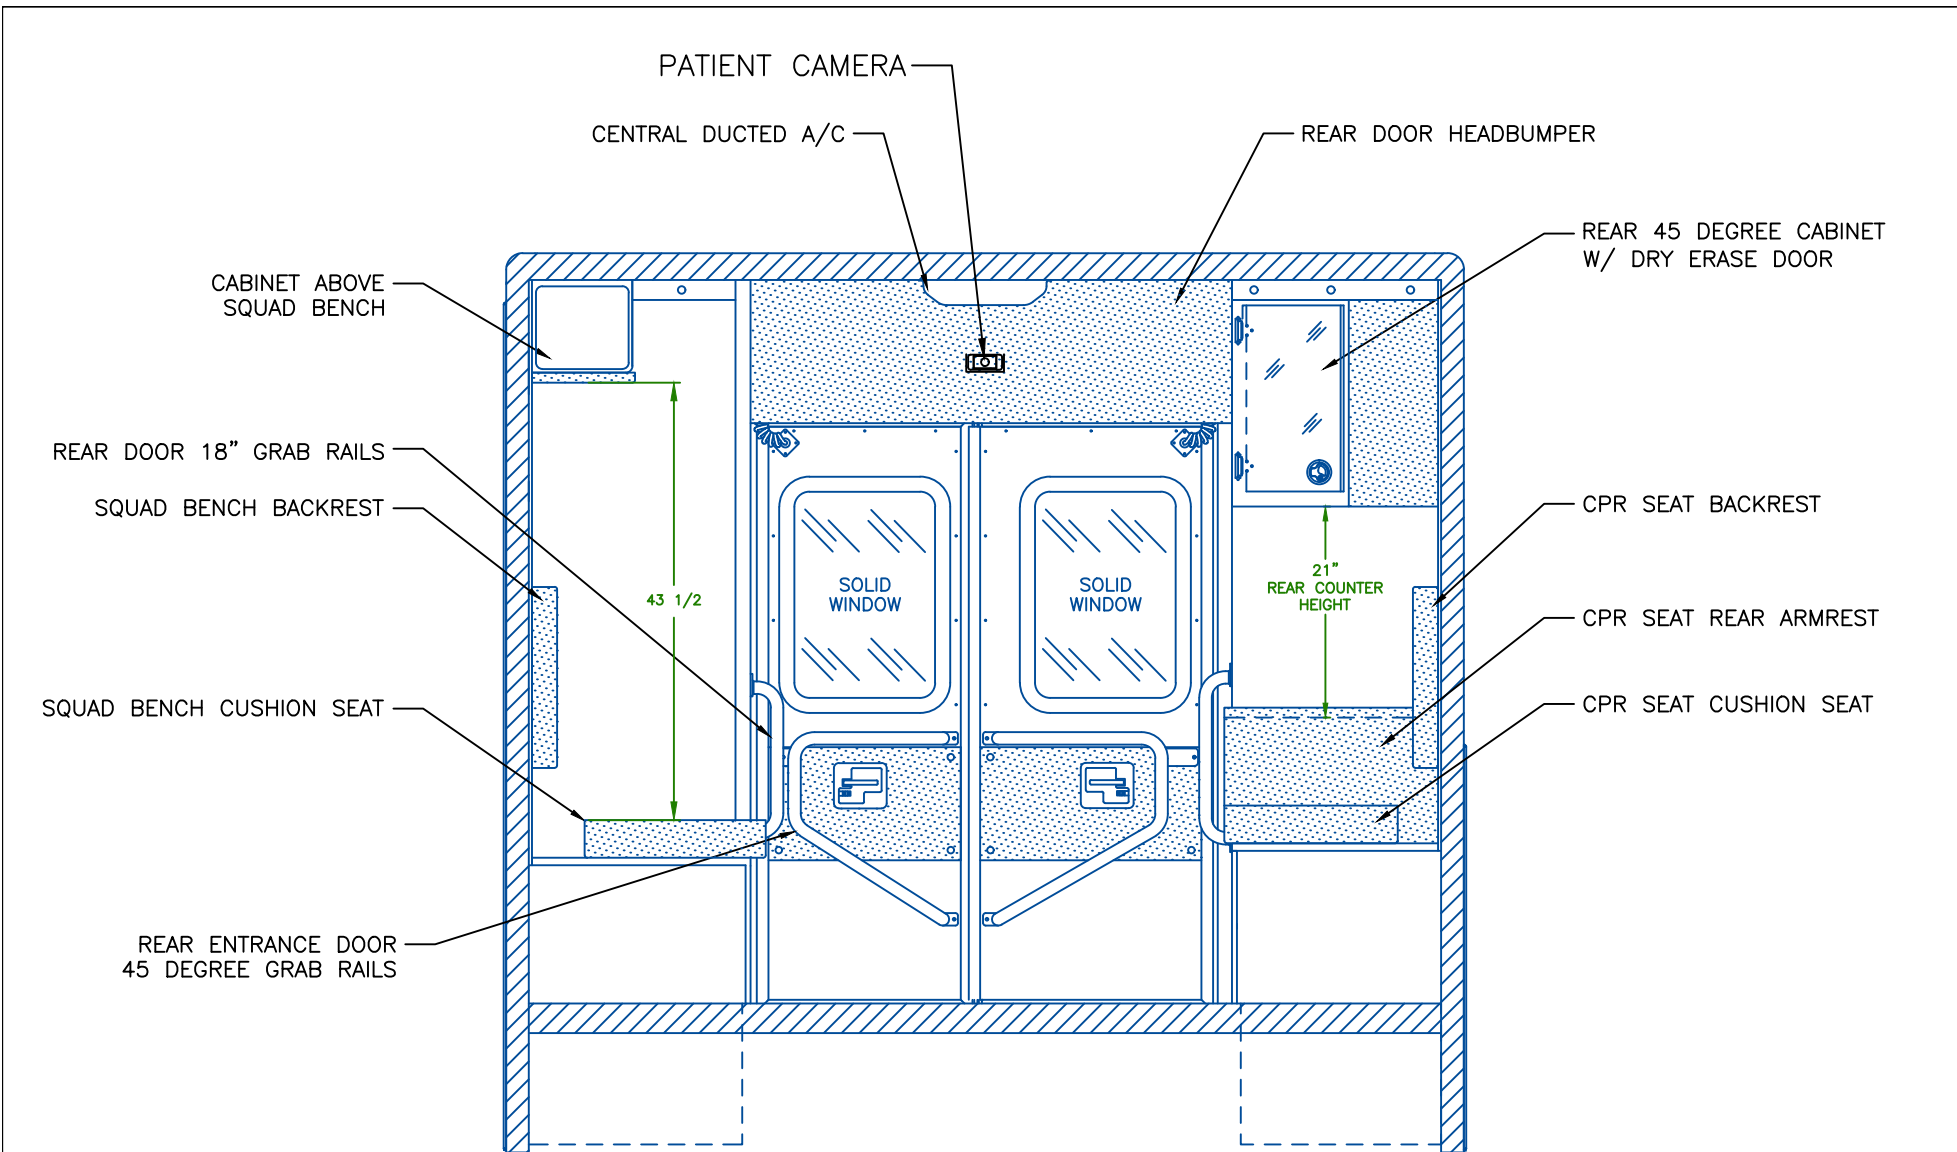 PATIENT CAMERA
CENTRAL DUCTED A/C
REAR DOOR HEADBUMPER
REAR 45 DEGREE CABINET
W/ DRY ERASE DOOR
CABINET ABOVE
SQUAD BENCH
REAR DOOR 18" GRAB RAILS
SQUAD BENCH BACKREST
CPR SEAT BACKREST
SOLID
WINDOW
SOLID
WINDOW
43 1/2
21"
REAR COUNTER
HEIGHT
CPR SEAT REAR ARMREST
SQUAD BENCH CUSHION SEAT
CPR SEAT CUSHION SEAT
REAR ENTRANCE DOOR
45 DEGREE GRAB RAILS